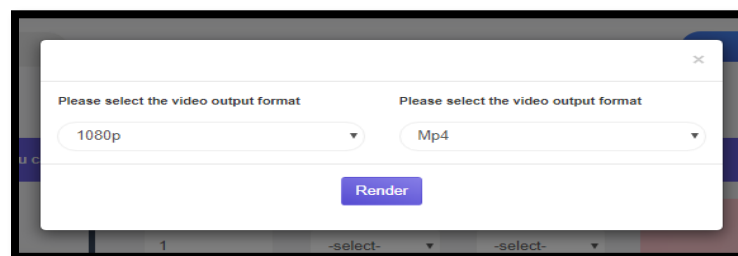 ×
Please select the video output format
Please select the video output format
1080p
Mp4
u c
Render
1
-select-
-select-